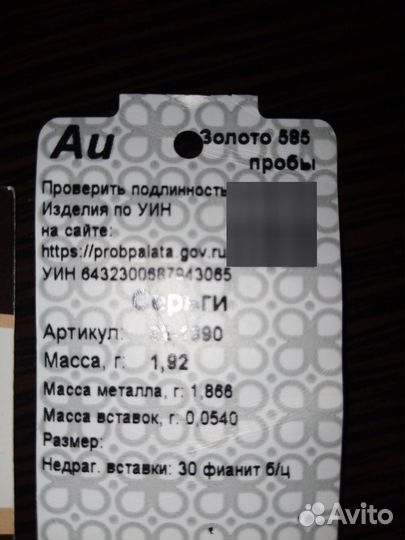 Au
Золото 585
пробы
Проверить подлинность
Изделия по УИН
на сайте:
https://probpalata.gov.ru
УИН 6432300687943065
Серьги
Артикул:
Масса, г: 1,92
Масса металла, г: 1,866
Масса вставок, г: 0,0540
Размер:
Недраг. вставки: 30 фианит б/ц
Avito